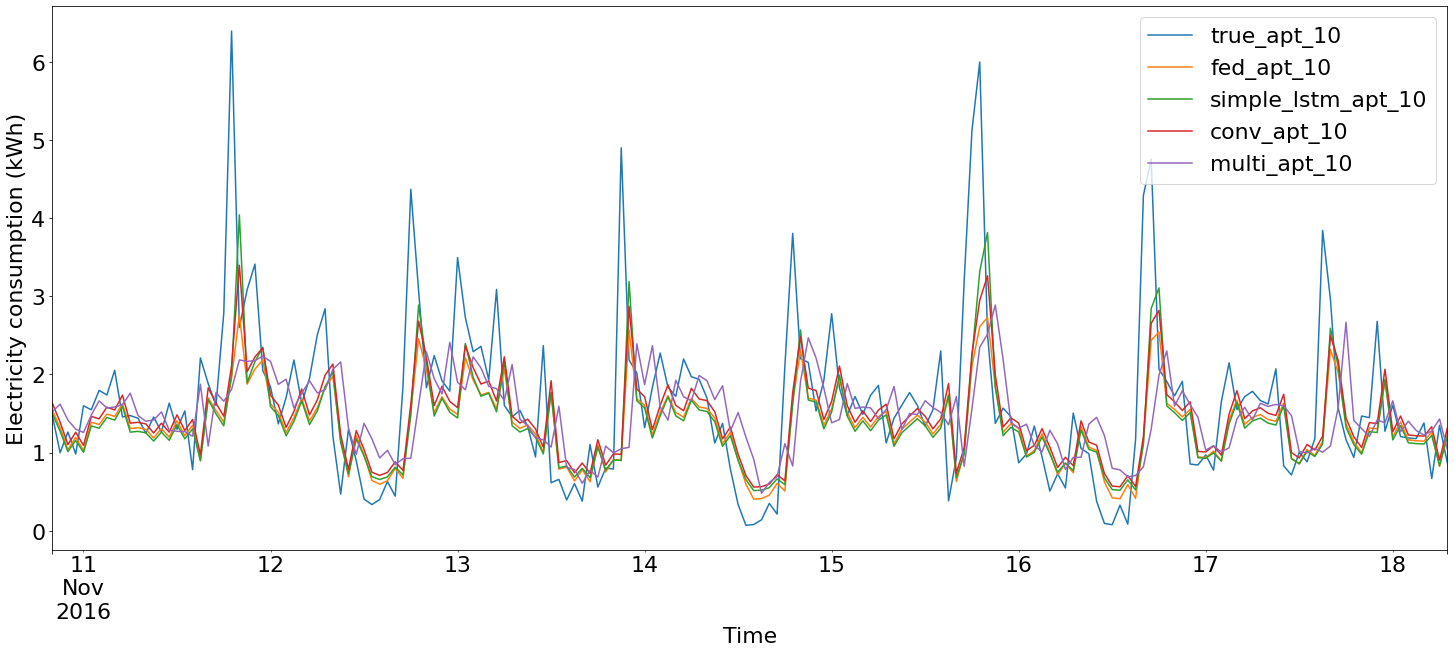 Electricity consumption (kWh)
6
5
4
3
2
1
0
true_apt_10
fed_apt_10
simple_lstm_apt_10
conv_apt_10
multi_apt_10
11 12 13 14 15 16 17 18
Nov
2016
Time